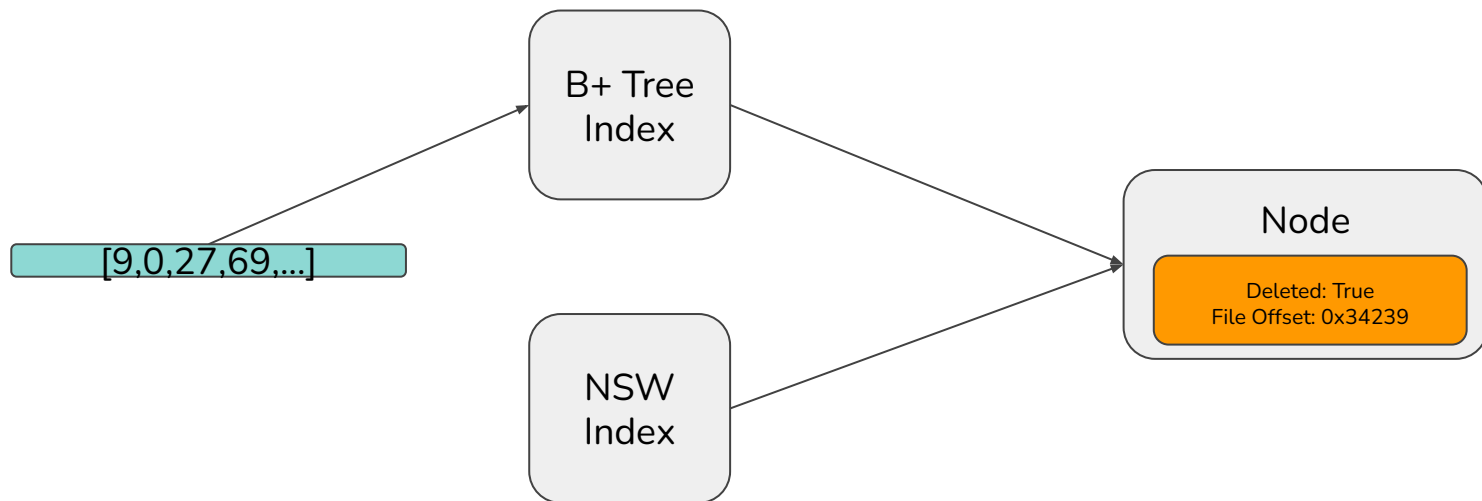 B+ Tree
Index
[9,0,27,69,...]
Node
Deleted: True
File Offset: 0x34239
NSW
Index